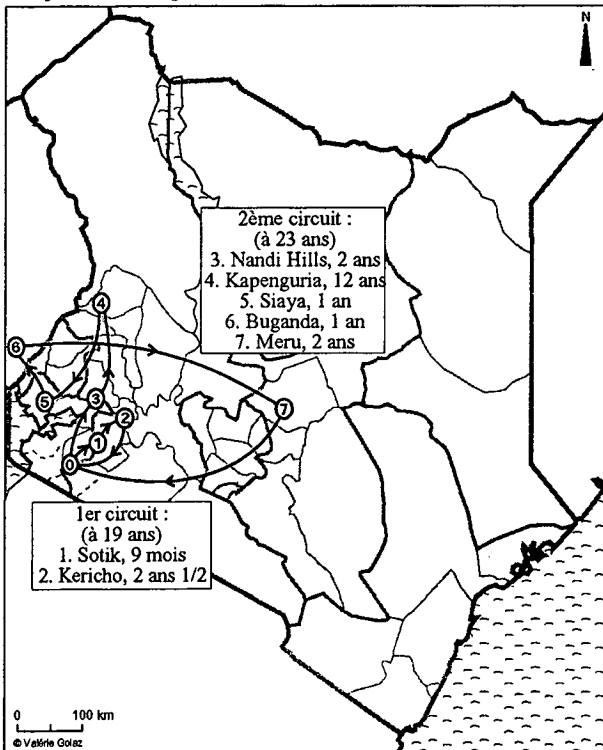 N
2ème circuit :
(à 23 ans)
3. Nandi Hills, 2 ans
4. Kapenguria, 12 ans
5. Siaya, 1 an
6. Buganda, 1 an
7. Meru, 2 ans
4
6
5
3
2
7
1
0
1er circuit :
(à 19 ans)
1. Sotik, 9 mois
2. Kericho, 2 ans 1/2
0 100 km
© Valérie Golaz